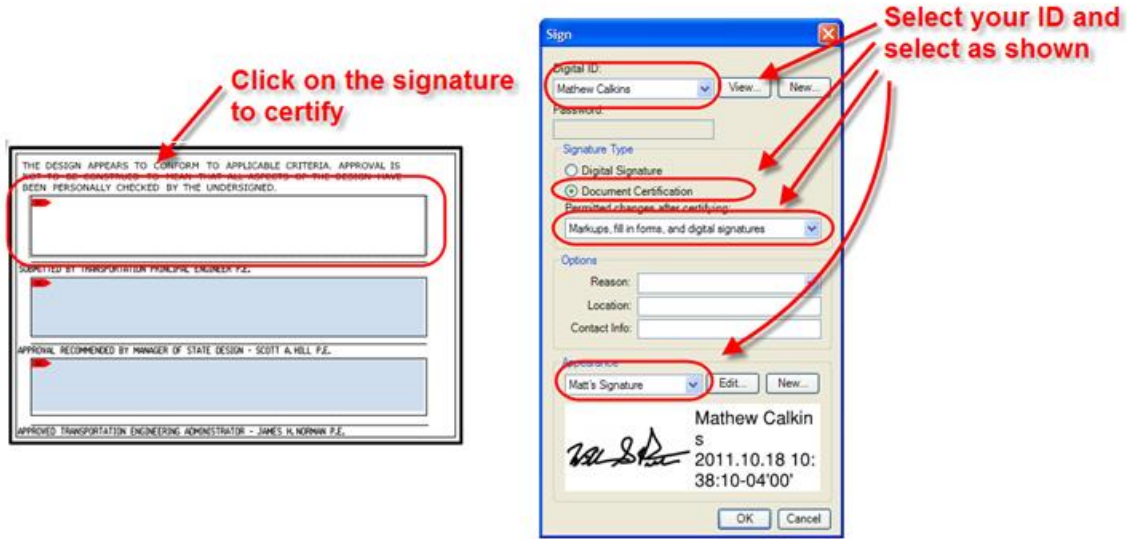 Click on the signature
to certify
THE DESIGN APPEARS TO CONFORM TO APPLICABLE CRITERIA. APPROVAL IS
NOT TO BE CONSTRUED TO MEAN THAT ALL ASPECTS OF THE DESIGN HAVE
BEEN PERSONALLY CHECKED BY THE UNDERSIGNED.
SUBMITTED BY TRANSPORTATION PRINCIPAL ENGINEER P.E.
APPROVAL RECOMMENDED BY MANAGER OF STATE DESIGN - SCOTT A. HILL P.E.
APPROVED TRANSPORTATION ENGINEERING ADMINISTRATOR - JAMES H. NORMAN P.E.
Select your ID and
select as shown
Sign
Digital ID:
Mathew Calkins View... New...
Password:
Signature Type
Digital Signature
Document Certification
Permitted changes after certifying:
Markups, fill in forms, and digital signatures
Options
Reason:
Location:
Contact Info:
Appearance
Matt's Signature Edit... New...
Mathew Calkin
s
2011.10.18 10:
38:10-04'00'
OK Cancel